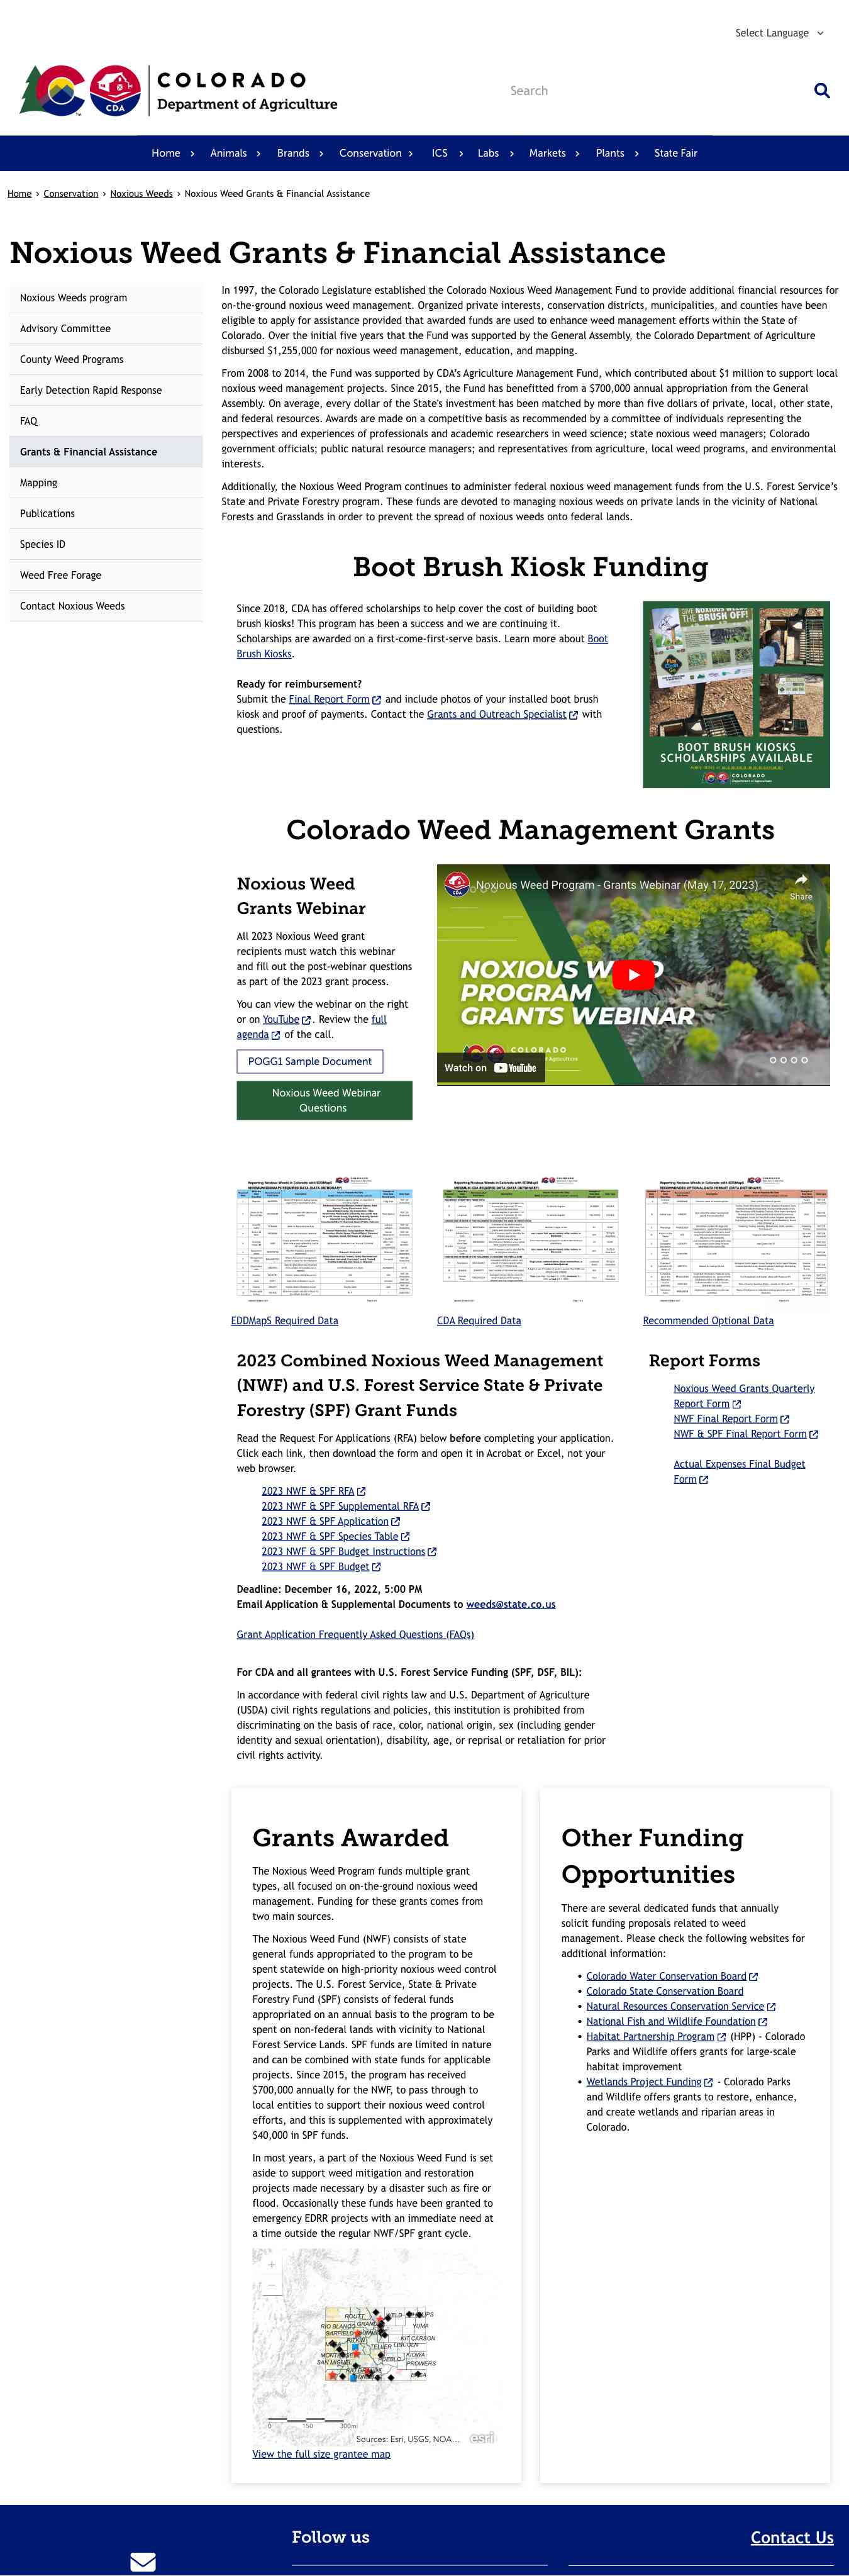 Select Language
COLORADO
Department of Agriculture
CDA
Search
Home Animals Brands Conservation ICS Labs Markets Plants State Fair
Home › Conservation › Noxious Weeds › Noxious Weed Grants & Financial Assistance
Noxious Weed Grants & Financial Assistance
Noxious Weeds program
Advisory Committee
County Weed Programs
Early Detection Rapid Response
FAQ
Grants & Financial Assistance
Mapping
Publications
Species ID
Weed Free Forage
Contact Noxious Weeds
In 1997, the Colorado Legislature established the Colorado Noxious Weed Management Fund to provide additional financial resources for
on-the-ground noxious weed management. Organized private interests, conservation districts, municipalities, and counties have been
eligible to apply for assistance provided that awarded funds are used to enhance weed management efforts within the State of
Colorado. Over the initial five years that the Fund was supported by the General Assembly, the Colorado Department of Agriculture
disbursed $1,255,000 for noxious weed management, education, and mapping.
From 2008 to 2014, the Fund was supported by CDA's Agriculture Management Fund, which contributed about $1 million to support local
noxious weed management projects. Since 2015, the Fund has benefitted from a $700,000 annual appropriation from the General
Assembly. On average, every dollar of the State's investment has been matched by more than five dollars of private, local, other state,
and federal resources. Awards are made on a competitive basis as recommended by a committee of individuals representing the
perspectives and experiences of professionals and academic researchers in weed science; state noxious weed managers; Colorado
government officials; public natural resource managers; and representatives from agriculture, local weed programs, and environmental
interests.
Additionally, the Noxious Weed Program continues to administer federal noxious weed management funds from the U.S. Forest Service's
State and Private Forestry program. These funds are devoted to managing noxious weeds on private lands in the vicinity of National
Forests and Grasslands in order to prevent the spread of noxious weeds onto federal lands.
Boot Brush Kiosk Funding
Since 2018, CDA has offered scholarships to help cover the cost of building boot
brush kiosks! This program has been a success and we are continuing it.
Scholarships are awarded on a first-come-first-serve basis. Learn more about Boot
Brush Kiosks.
Ready for reimbursement?
Submit the Final Report Form and include photos of your installed boot brush
kiosk and proof of payments. Contact the Grants and Outreach Specialist with
questions.
THE BRUSH OFF!
BOOT BRUSH KIOSKS
SCHOLARSHIPS AVAILABLE
COLORADO
Department of Agriculture
Colorado Weed Management Grants
Noxious Weed
Grants Webinar
All 2023 Noxious Weed grant
recipients must watch this webinar
and fill out the post-webinar questions
as part of the 2023 grant process.
You can view the webinar on the right
or on YouTube. Review the full
agenda of the call.
POGG1 Sample Document
Noxious Weed Webinar
Questions
Noxious Weed Program - Grants Webinar (May 17, 2023)
Share
NOXIOUS WEED
PROGRAM
GRANTS WEBINAR
COLORADO
Watch on YouTube
Reporting Noxious Weeds in Colorado with EDDMapS
Reporting Noxious Weeds in Colorado with EDDMapS
Reporting Noxious Weeds in Colorado with EDDMapS
EDDMapS Required Data
CDA Required Data
Recommended Optional Data
2023 Combined Noxious Weed Management
(NWF) and U.S. Forest Service State & Private
Forestry (SPF) Grant Funds
Read the Request For Applications (RFA) below before completing your application.
Click each link, then download the form and open it in Acrobat or Excel, not your
web browser.
2023 NWF & SPF RFA
2023 NWF & SPF Supplemental RFA
2023 NWF & SPF Application
2023 NWF & SPF Species Table
2023 NWF & SPF Budget Instructions
2023 NWF & SPF Budget
Deadline: December 16, 2022, 5:00 PM
Email Application & Supplemental Documents to weeds@state.co.us
Grant Application Frequently Asked Questions (FAQs)
For CDA and all grantees with U.S. Forest Service Funding (SPF, DSF, BIL):
In accordance with federal civil rights law and U.S. Department of Agriculture
(USDA) civil rights regulations and policies, this institution is prohibited from
discriminating on the basis of race, color, national origin, sex (including gender
identity and sexual orientation), disability, age, or reprisal or retaliation for prior
civil rights activity.
Report Forms
Noxious Weed Grants Quarterly
Report Form
NWF Final Report Form
NWF & SPF Final Report Form
Actual Expenses Final Budget
Form
Grants Awarded
The Noxious Weed Program funds multiple grant
types, all focused on on-the-ground noxious weed
management. Funding for these grants comes from
two main sources.
The Noxious Weed Fund (NWF) consists of state
general funds appropriated to the program to be
spent statewide on high-priority noxious weed control
projects. The U.S. Forest Service, State & Private
Forestry Fund (SPF) consists of federal funds
appropriated on an annual basis to the program to be
spent on non-federal lands with vicinity to National
Forest Service Lands. SPF funds are limited in nature
and can be combined with state funds for applicable
projects. Since 2015, the program has received
$700,000 annually for the NWF, to pass through to
local entities to support their noxious weed control
efforts, and this is supplemented with approximately
$40,000 in SPF funds.
In most years, a part of the Noxious Weed Fund is set
aside to support weed mitigation and restoration
projects made necessary by a disaster such as fire or
flood. Occasionally these funds have been granted to
emergency EDRR projects with an immediate need at
a time outside the regular NWF/SPF grant cycle.
ROUTT
YUMA
RIO BLANCO
GARFIELD
KIT CARSON
TELLER LINCOLN
KIOWA
SAN MIGUEL
PROWERS
0 150 300mi
Sources: Esri, USGS, NOA... esri
View the full size grantee map
Other Funding
Opportunities
There are several dedicated funds that annually
solicit funding proposals related to weed
management. Please check the following websites for
additional information:
• Colorado Water Conservation Board
• Colorado State Conservation Board
• Natural Resources Conservation Service
• National Fish and Wildlife Foundation
• Habitat Partnership Program (HPP) - Colorado
Parks and Wildlife offers grants for large-scale
habitat improvement
• Wetlands Project Funding - Colorado Parks
and Wildlife offers grants to restore, enhance,
and create wetlands and riparian areas in
Colorado.
Follow us
Contact Us